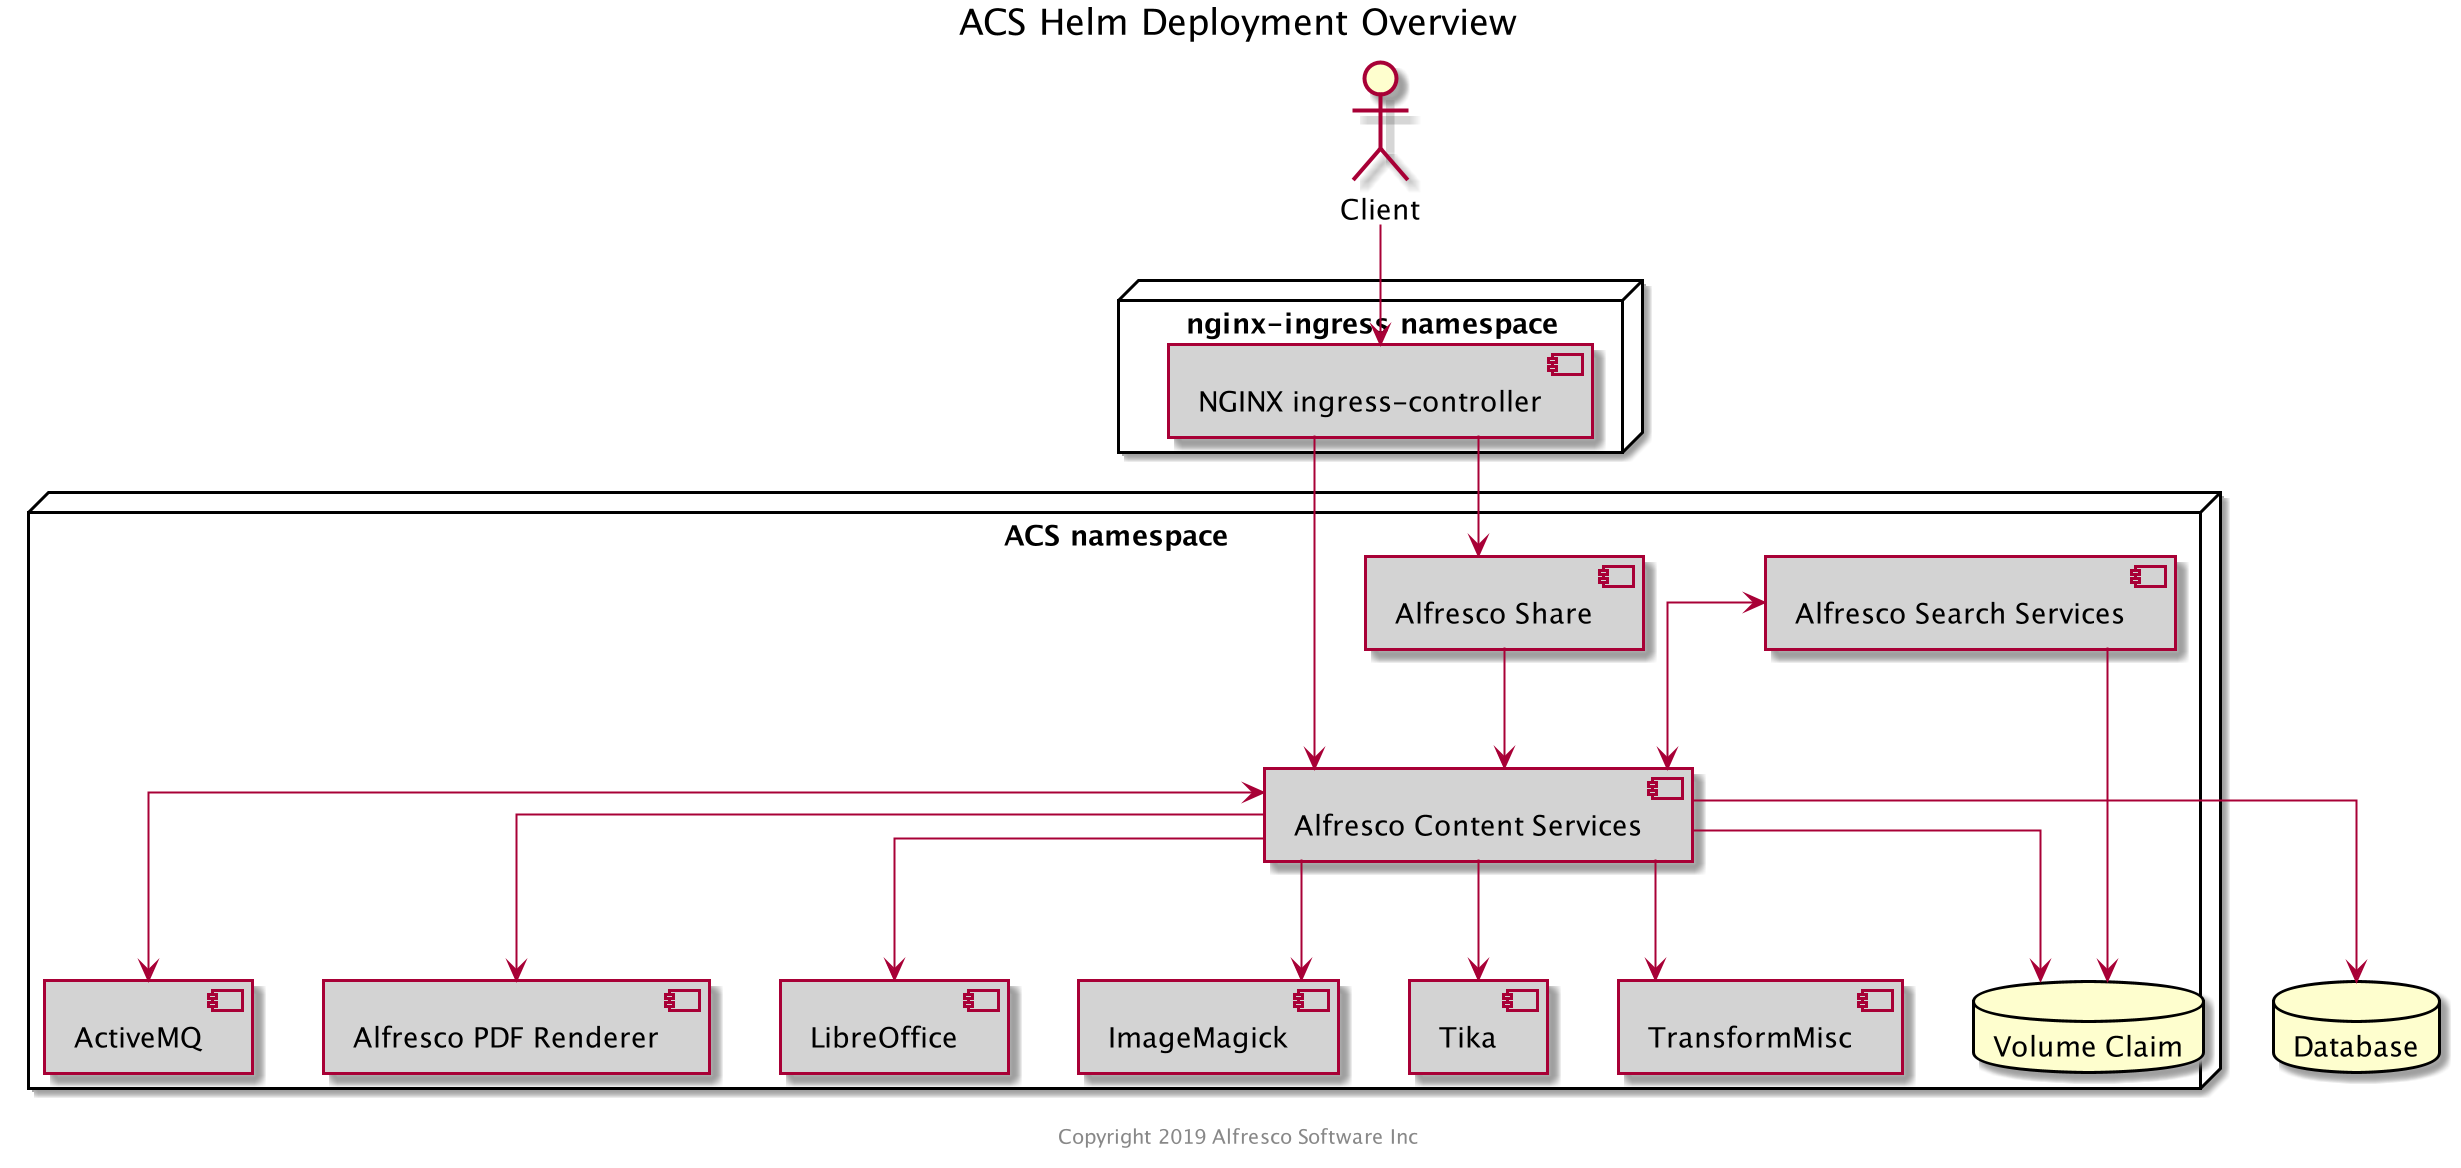 ACS Helm Deployment Overview
Client
nginx-ingress namespace
NGINX ingress-controller
ACS namespace
Alfresco Share
Alfresco Search Services
Alfresco Content Services
ActiveMQ
Alfresco PDF Renderer
LibreOffice
ImageMagick
Tika
TransformMisc
Volume Claim
Database
Copyright 2019 Alfresco Software Inc